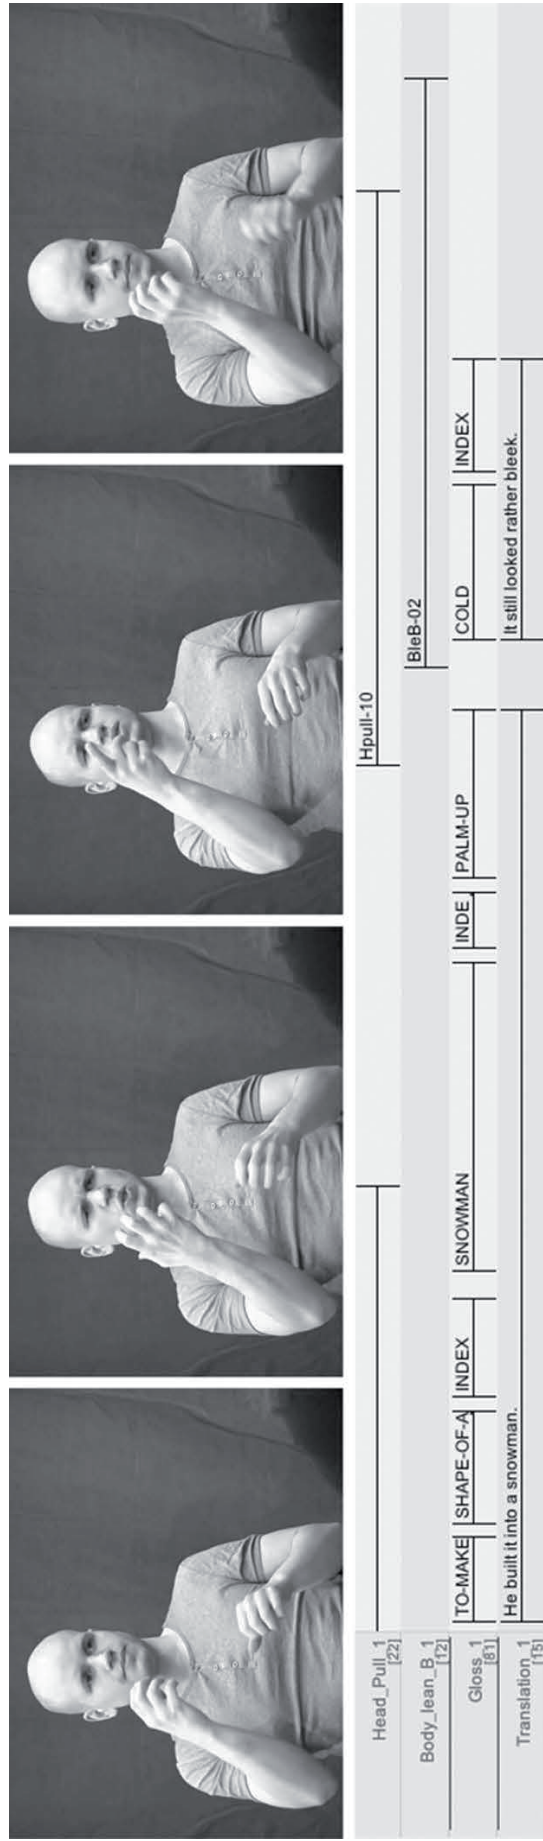 Head_Pull_1
[22]
Hpull-10
Body_lean_B_1
[12]
BleB-02
Gloss_1
[81]
TO-MAKE SHAPE-OF-A INDEX SNOWMAN INDE PALM-UP COLD INDEX
Translation_1
[15]
He built it into a snowman. It still looked rather bleek.